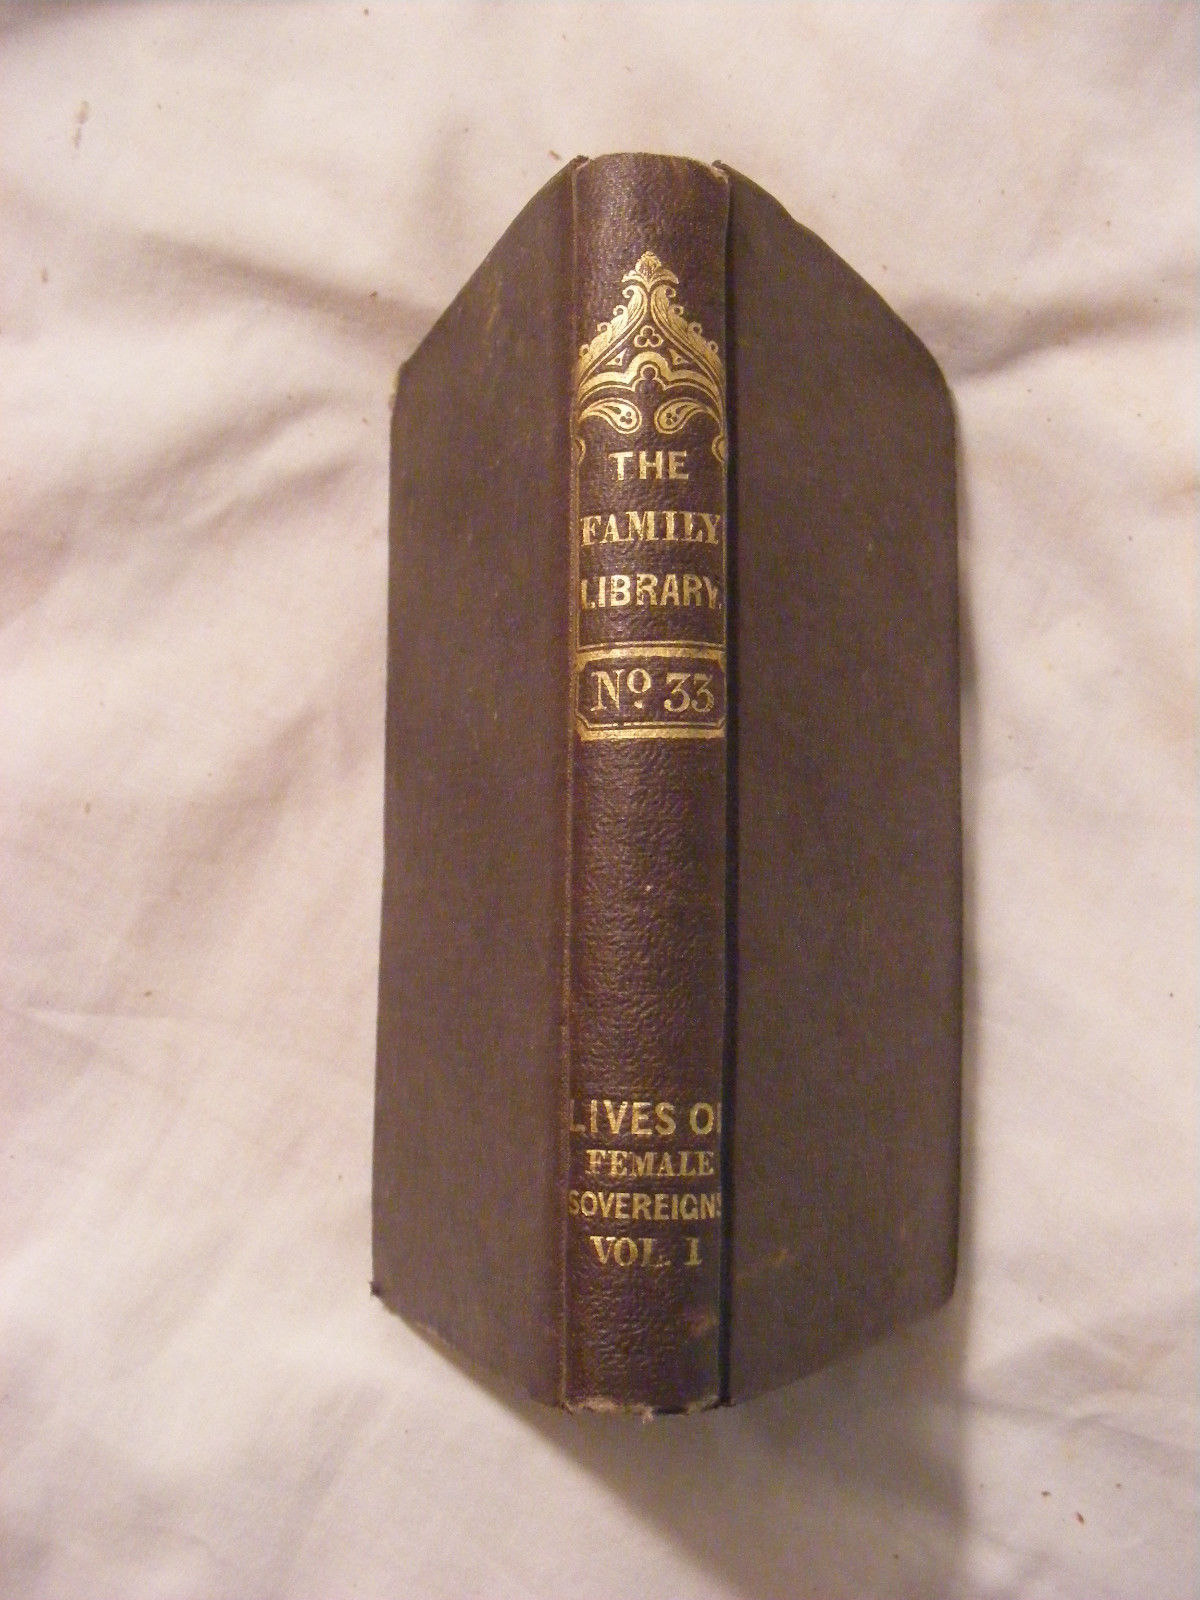 THE
FAMILY
LIBRARY.
No. 33
LIVES OF
FEMALE
SOVEREIGNS
VOL. 1